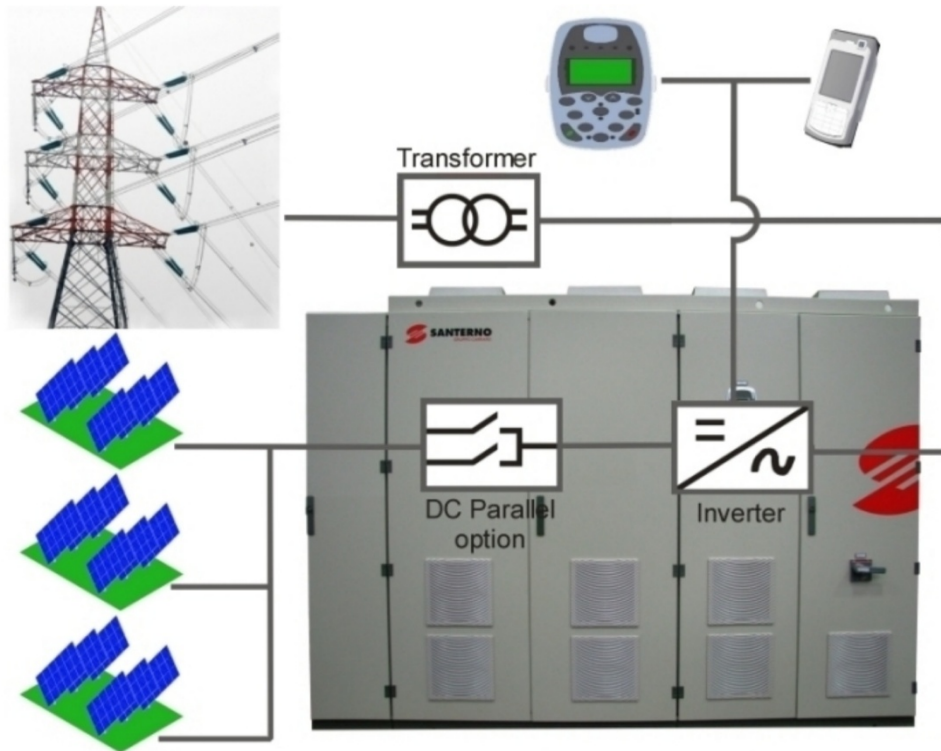 Transformer
SANTERNO
DC Parallel
option
Inverter